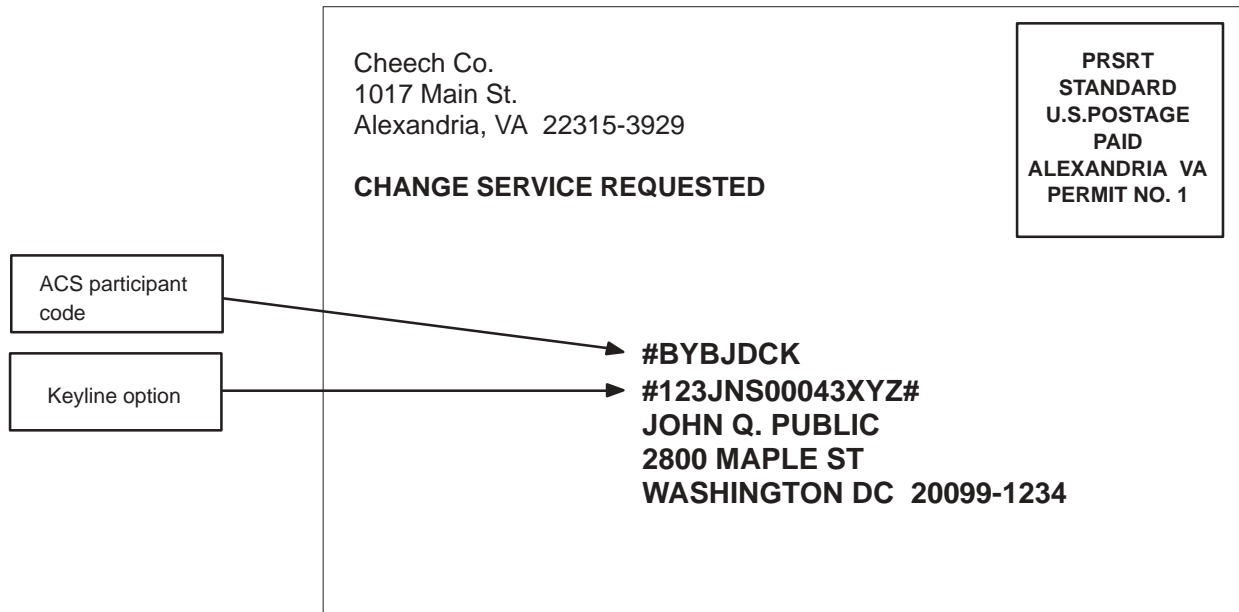 Cheech Co.
1017 Main St.
Alexandria, VA  22315-3929
CHANGE SERVICE REQUESTED
PRSRT
STANDARD
U.S.POSTAGE
PAID
ALEXANDRIA  VA
PERMIT NO. 1
ACS participant
code
Keyline option
#BYBJDCK
#123JNS00043XYZ#
JOHN Q. PUBLIC
2800 MAPLE ST
WASHINGTON DC  20099-1234